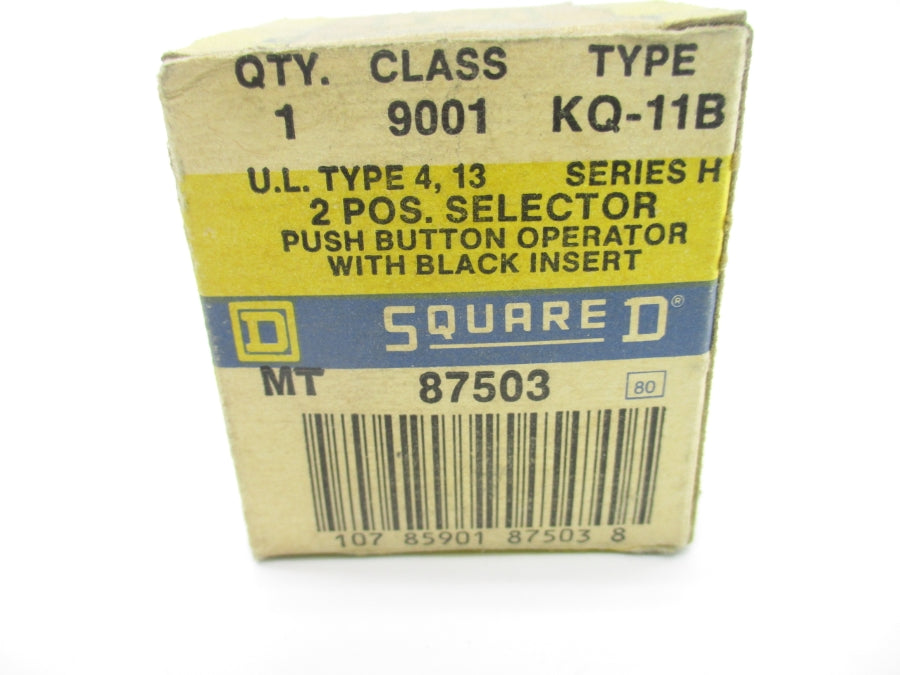 QTY. CLASS TYPE
1 9001 KQ-11B
U.L. TYPE 4, 13 SERIES H
2 POS. SELECTOR
PUSH BUTTON OPERATOR
WITH BLACK INSERT
D SQUARE D®
MT 87503 80
107 85901 87503 8